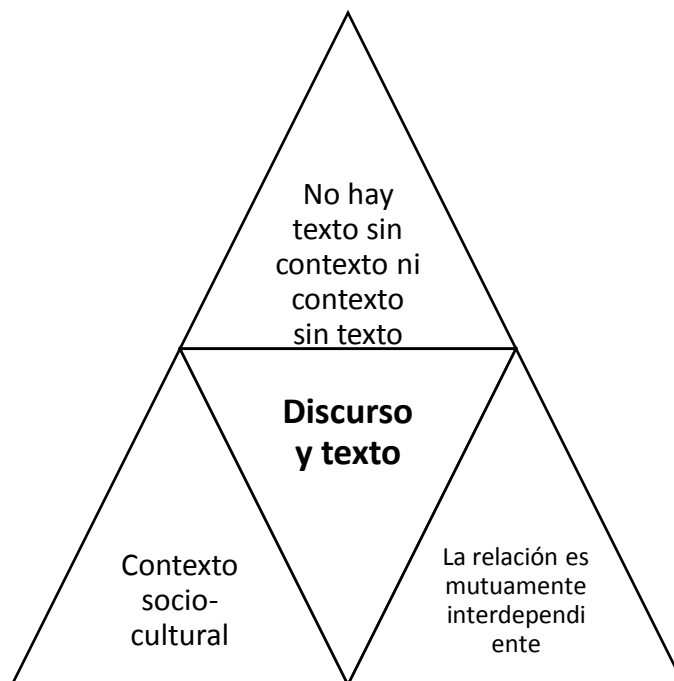 No hay
texto sin
contexto ni
contexto
sin texto
Discurso
y texto
Contexto
socio-
cultural
La relación es
mutuamente
interdependi
ente